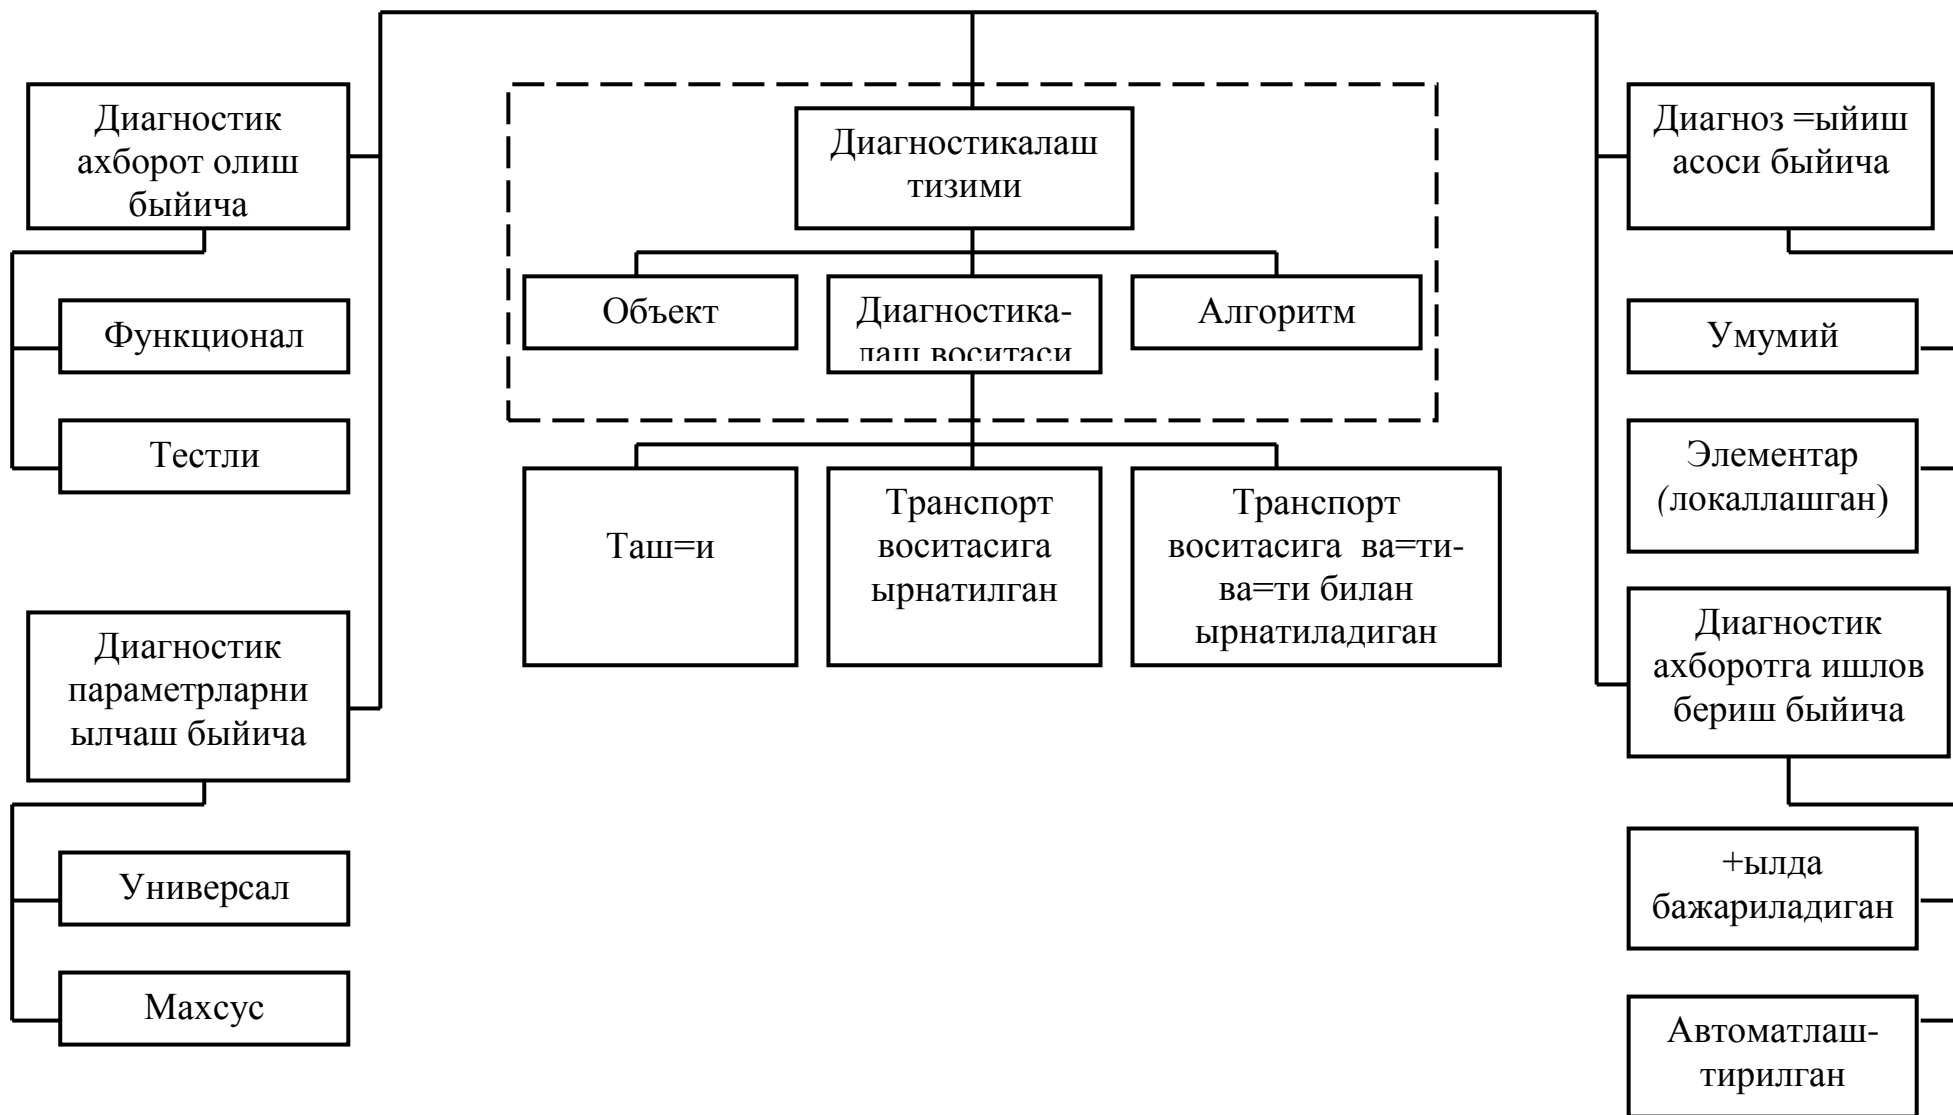 Диагностик
ахборот олиш
быйича
Функционал
Тестли
Диагностик
параметрларни
ылчаш быйича
Универсал
Махсус
Диагностикалаш
тизими
Объект
Диагностика-
лаш воситаси
Алгоритм
Таш=и
Транспорт
воситасига
ырнатилган
Транспорт
воситасига ва=ти-
ва=ти билан
ырнатиладиган
Диагноз =ыйиш
асоси быйича
Умумий
Элементар
(локаллашган)
Диагностик
ахборотга ишлов
бериш быйича
+ылда
бажариладиган
Автоматлаш-
тирилган